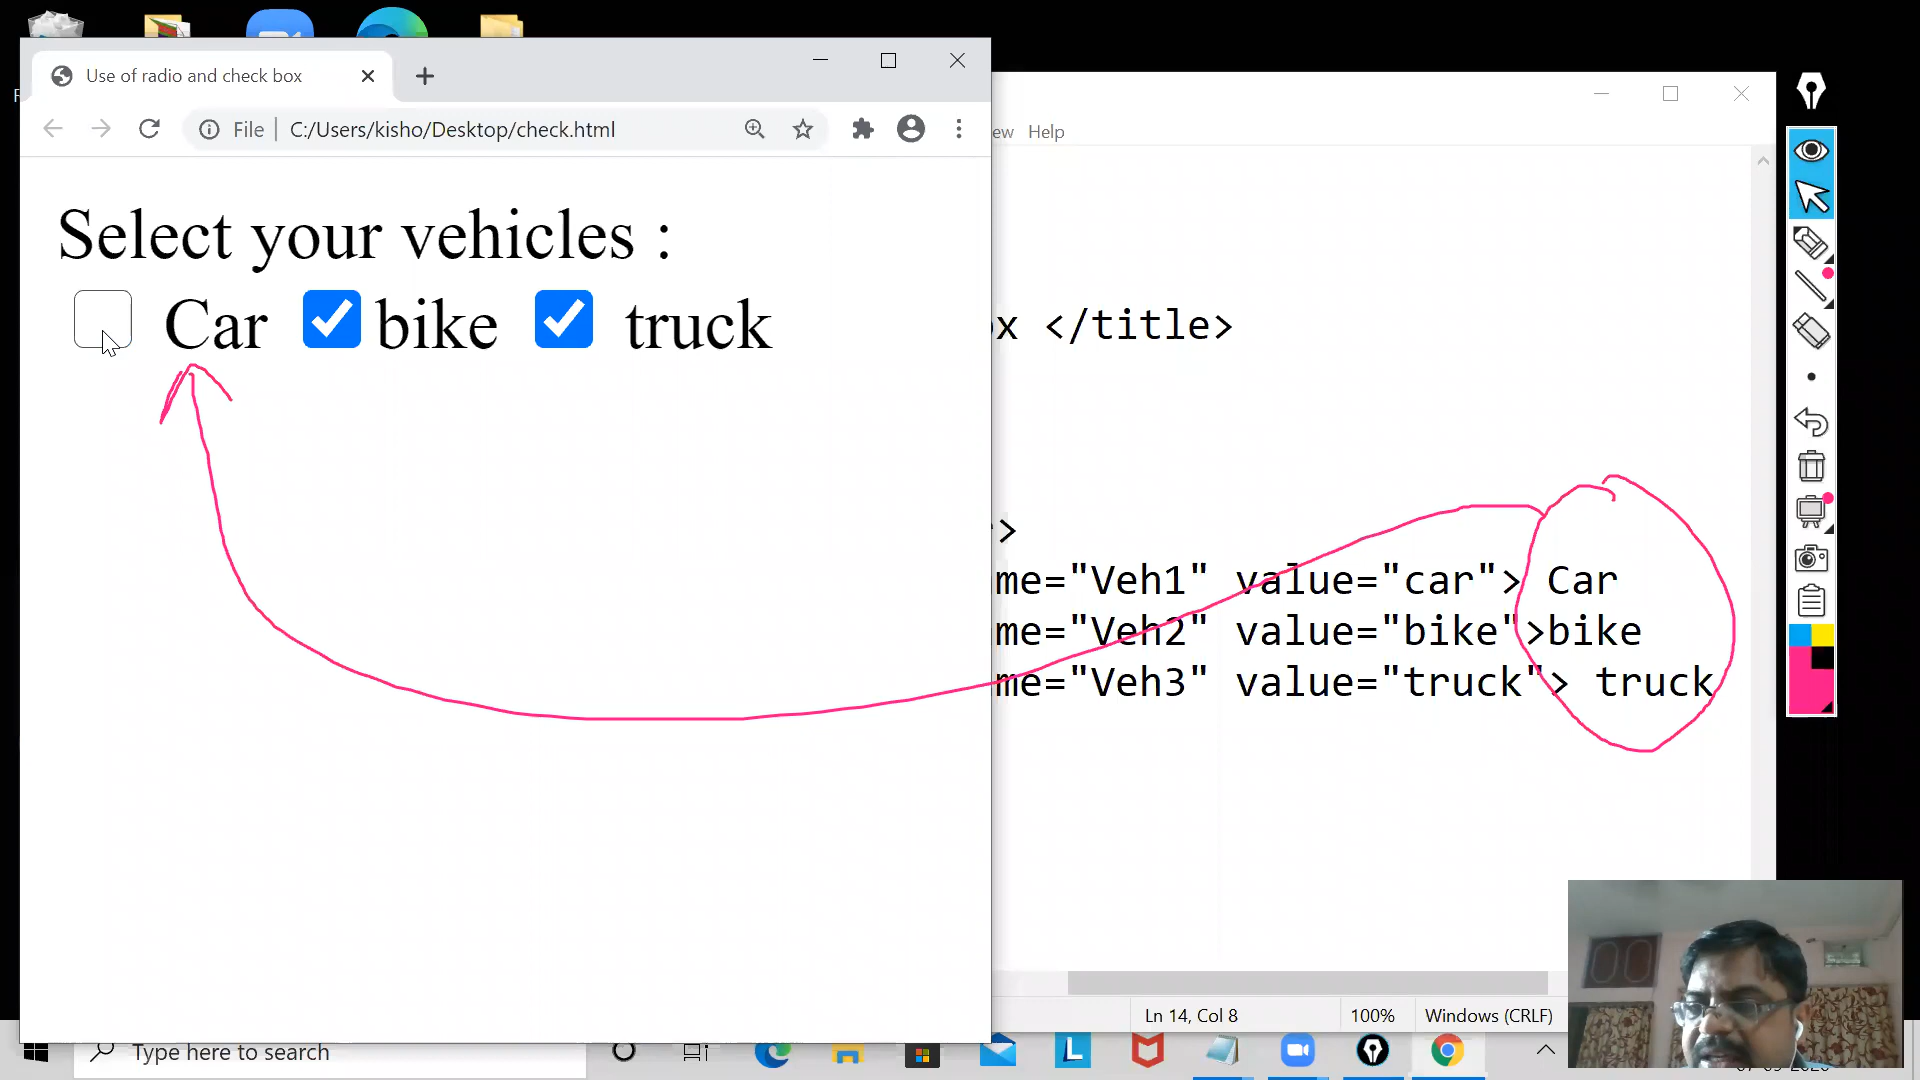 Use of radio and check box
File
C:/Users/kisho/Desktop/check.html
Help
Select your vehicles :
Car bike truck
x </title>
>
me="Veh1" value="car"> Car
me="Veh2" value="bike">bike
me="Veh3" value="truck"> truck
Ln 14, Col 8
100%
Windows (CRLF)
Type here to search